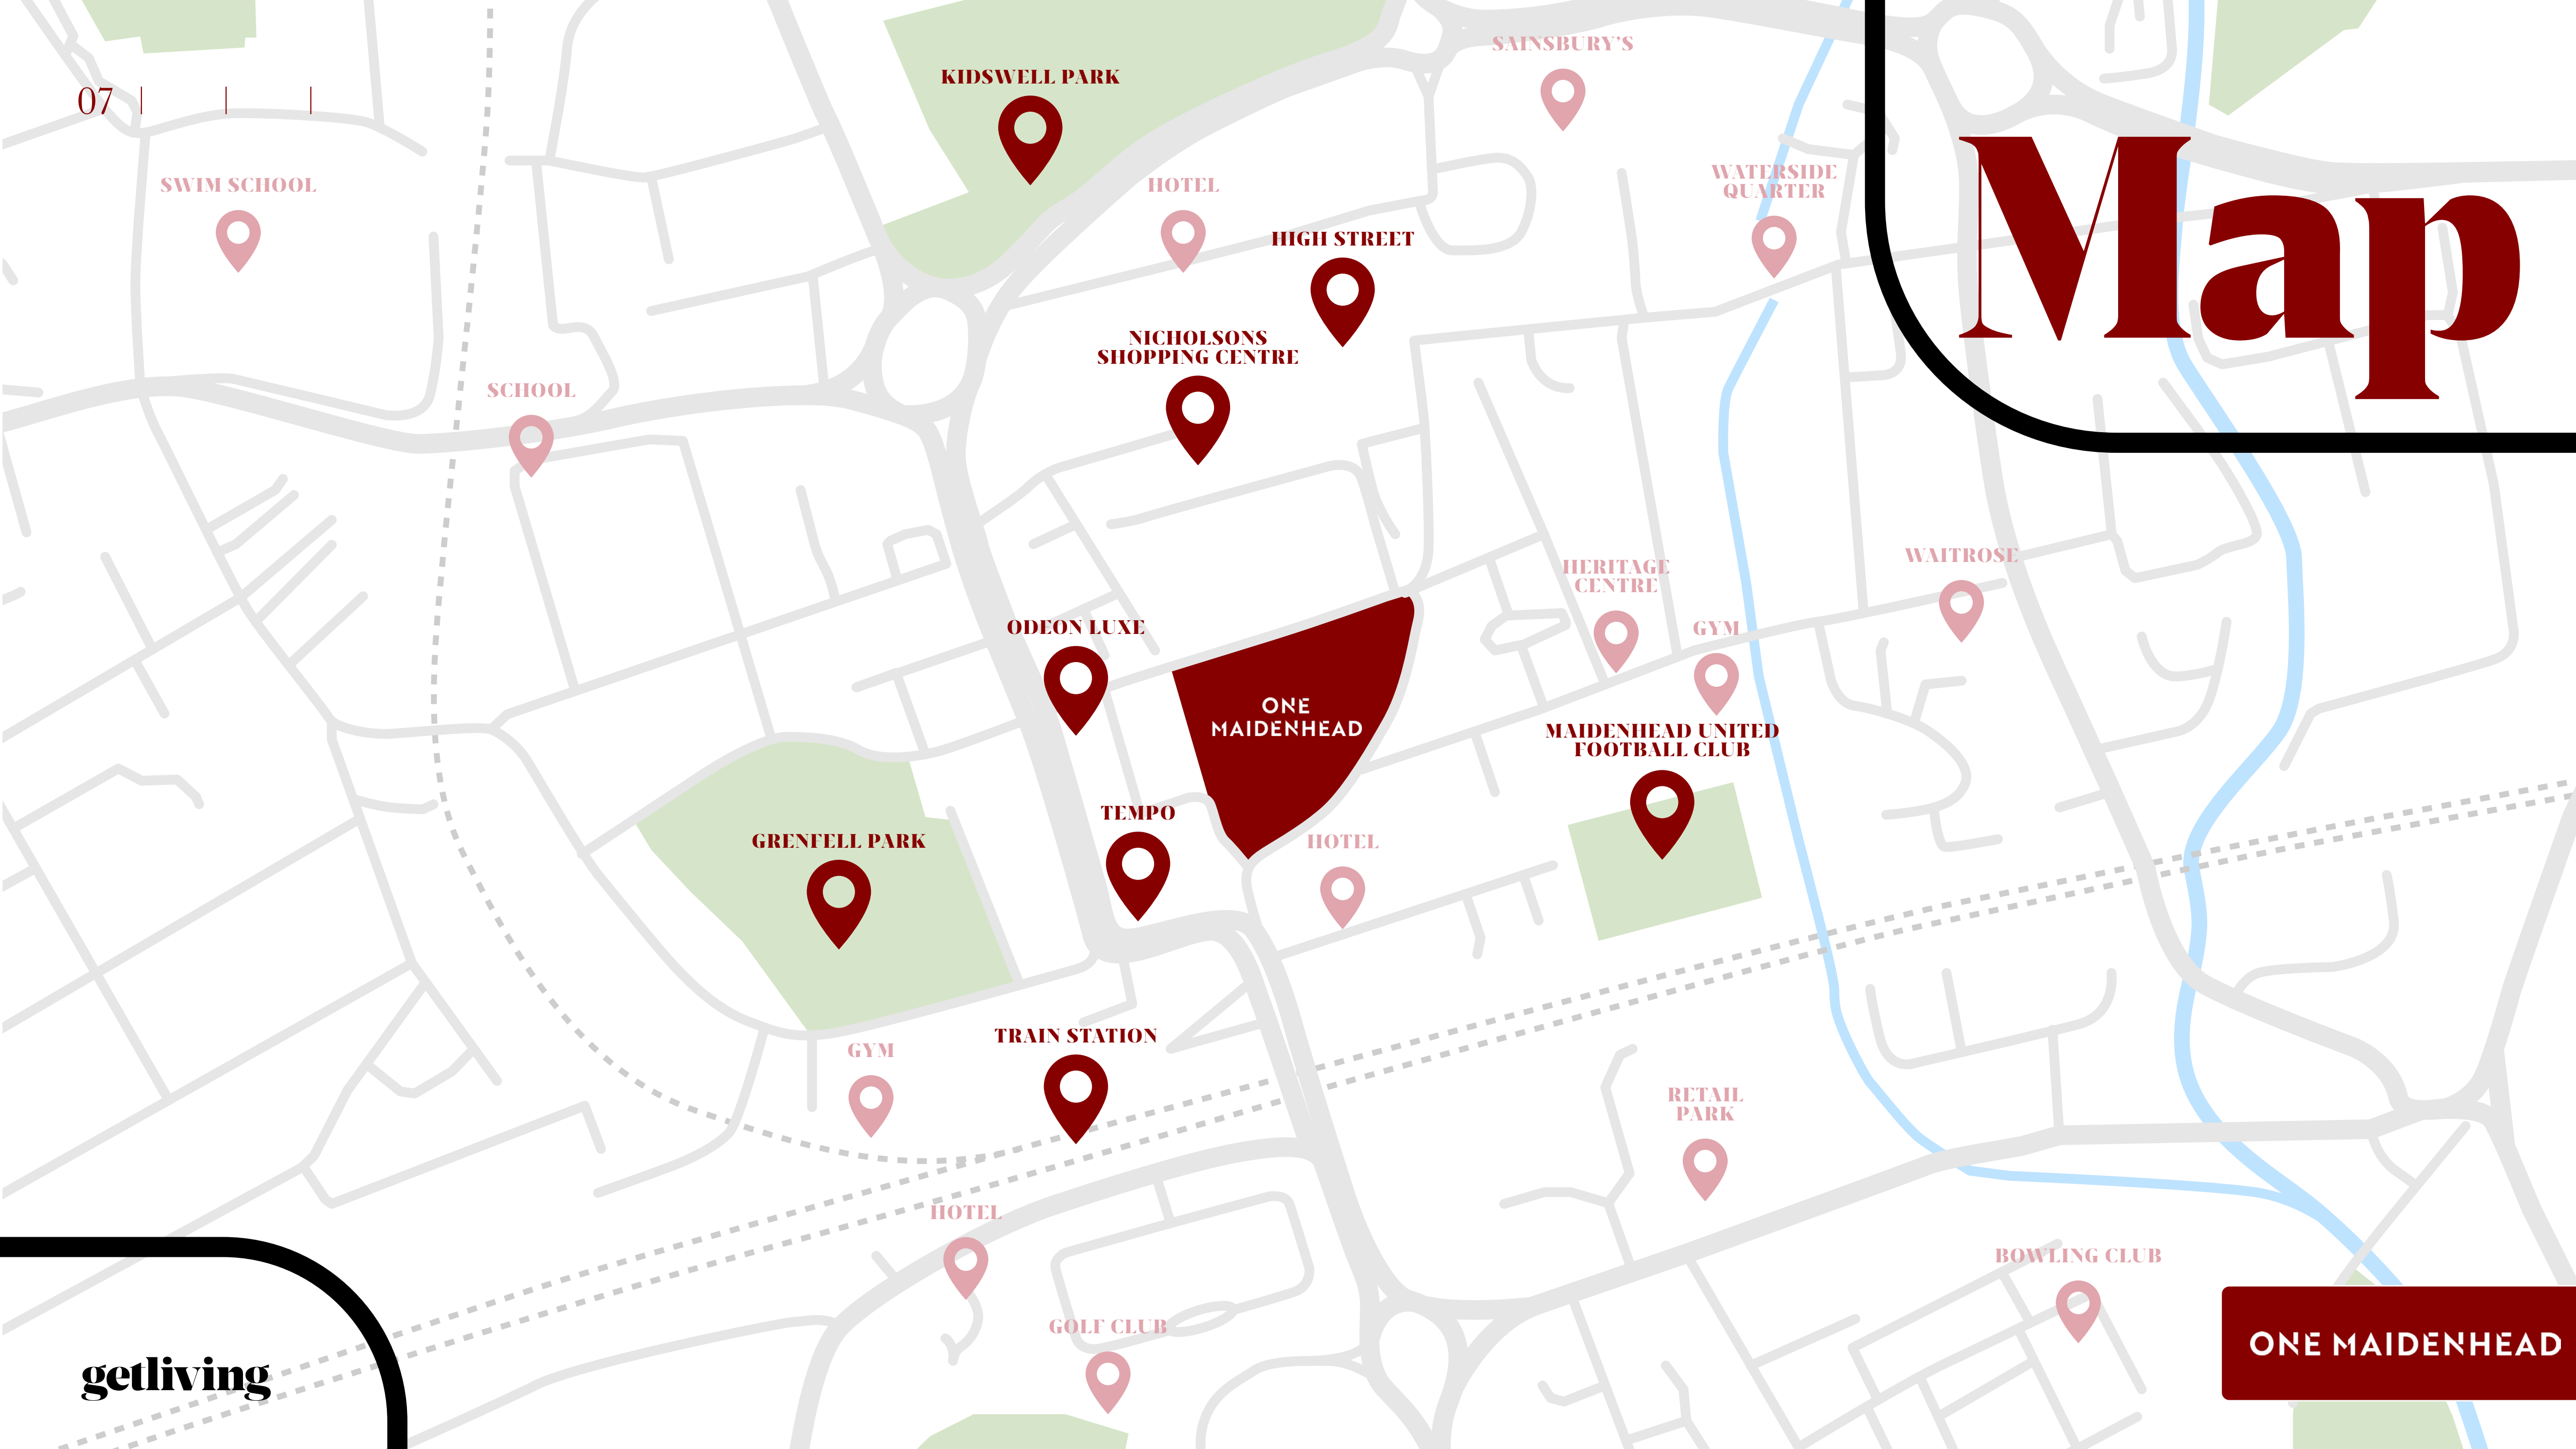 07
Map
KIDSWELL PARK
SAINSBURY'S
SWIM SCHOOL
HOTEL
WATERSIDE
QUARTER
HIGH STREET
NICHOLSONS
SHOPPING CENTRE
SCHOOL
WAITROSE
HERITAGE
CENTRE
ODEON LUXE
GYM
ONE
MAIDENHEAD
MAIDENHEAD UNITED
FOOTBALL CLUB
TEMPO
GRENFELL PARK
HOTEL
TRAIN STATION
GYM
RETAIL
PARK
HOTEL
BOWLING CLUB
GOLF CLUB
ONE MAIDENHEAD
getliving